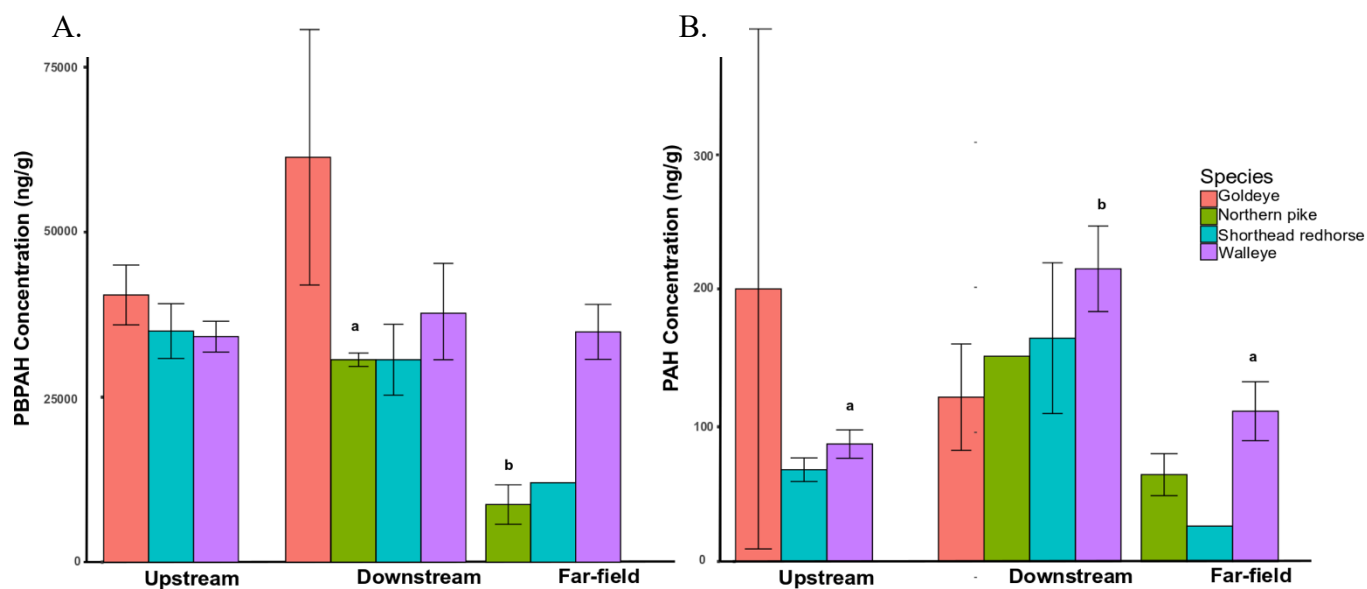 A.
PBPAH Concentration (ng/g)
75000
50000
25000
0
a
b
Upstream
Downstream
Far-field
B.
PAH Concentration (ng/g)
300
200
100
0
a
b
a
Upstream
Downstream
Far-field
Species
Goldeye
Northern pike
Shorthead redhorse
Walleye